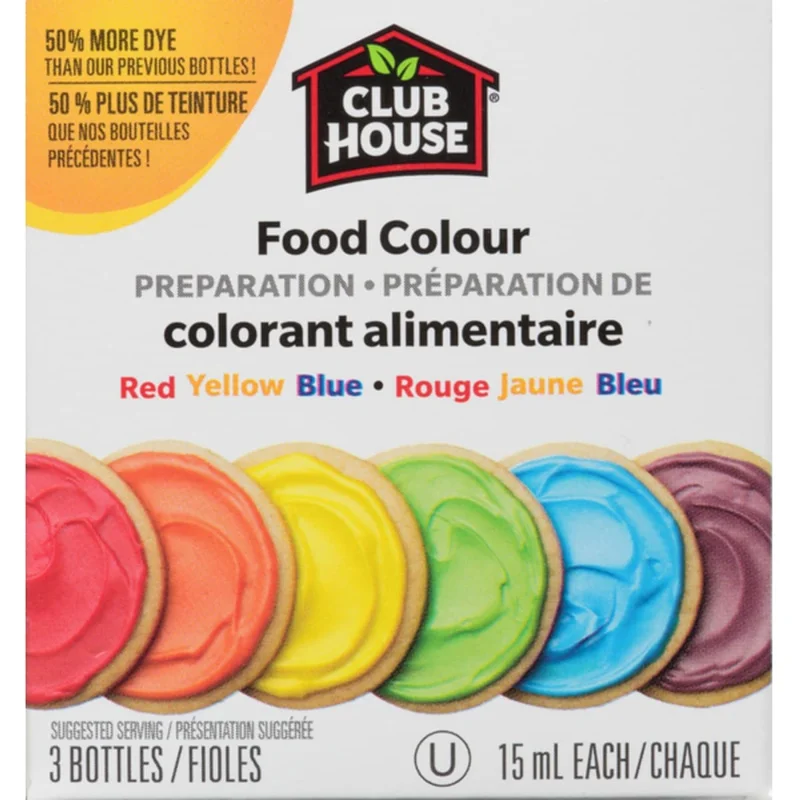 50% MORE DYE
THAN OUR PREVIOUS BOTTLES!
50 % PLUS DE TEINTURE
QUE NOS BOUTEILLES
PRÉCÉDENTES !
CLUB
HOUSE®
Food Colour
PREPARATION • PRÉPARATION DE
colorant alimentaire
Red Yellow Blue • Rouge Jaune Bleu
SUGGESTED SERVING / PRÉSENTATION SUGGÉRÉE
3 BOTTLES / FIOLES
U
15 mL EACH/CHAQUE